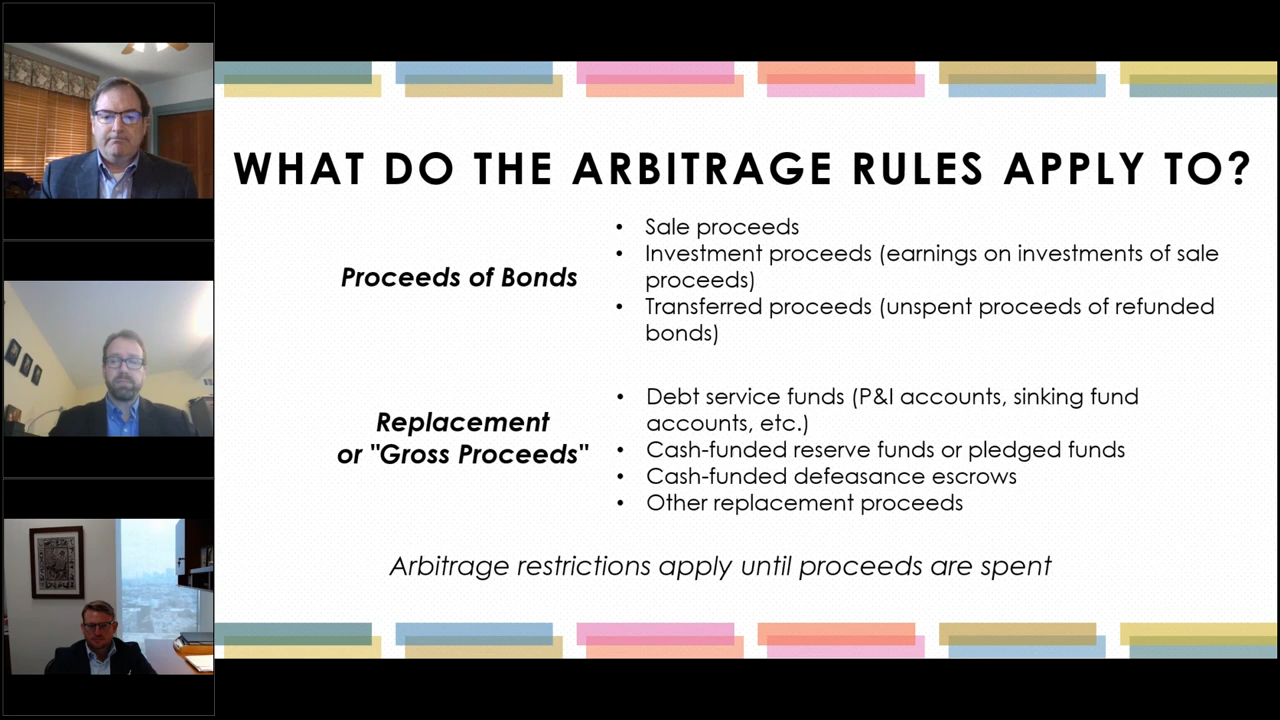 WHAT DO THE ARBITRAGE RULES APPLY TO?
Proceeds of Bonds
• Sale proceeds
• Investment proceeds (earnings on investments of sale
proceeds)
• Transferred proceeds (unspent proceeds of refunded
bonds)
Replacement
or "Gross Proceeds"
• Debt service funds (P&I accounts, sinking fund
accounts, etc.)
• Cash-funded reserve funds or pledged funds
• Cash-funded defeasance escrows
• Other replacement proceeds
Arbitrage restrictions apply until proceeds are spent